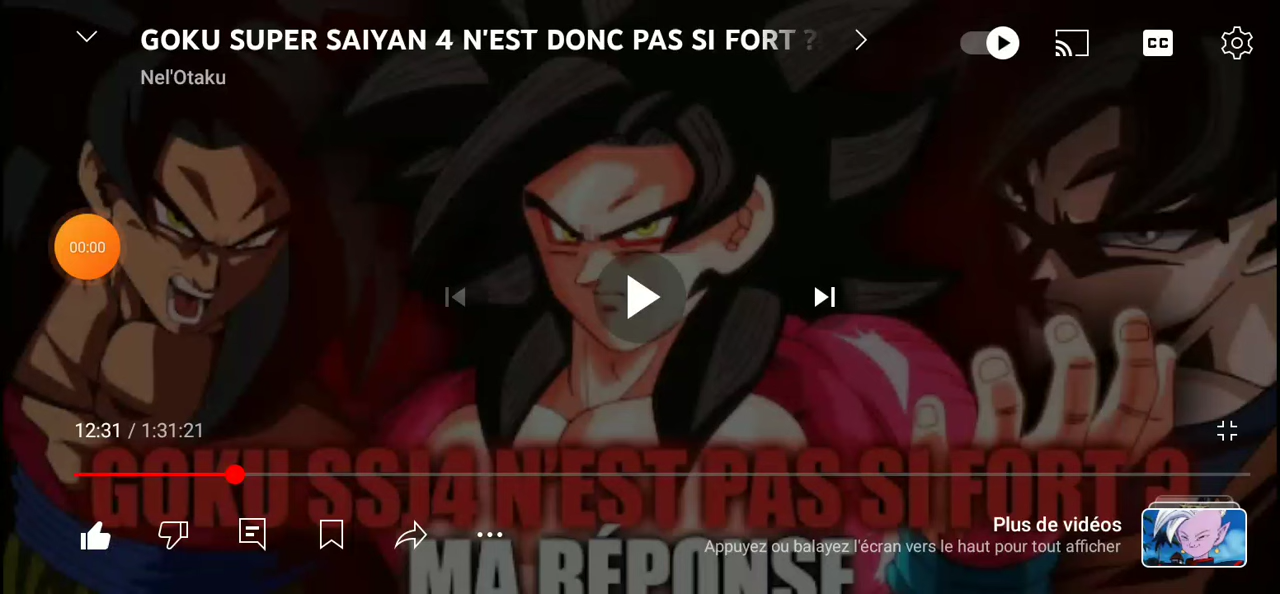 GOKU SUPER SAIYAN 4 N'EST DONC PAS SI FORT ?
Nel'Otaku
CC
00:00
12:31 / 1:31:21
GOKU SSJ4 N'EST PAS SI FORT ?
MA RÉPONSE
Plus de vidéos
Appuyez ou balayez l'écran vers le haut pour tout afficher